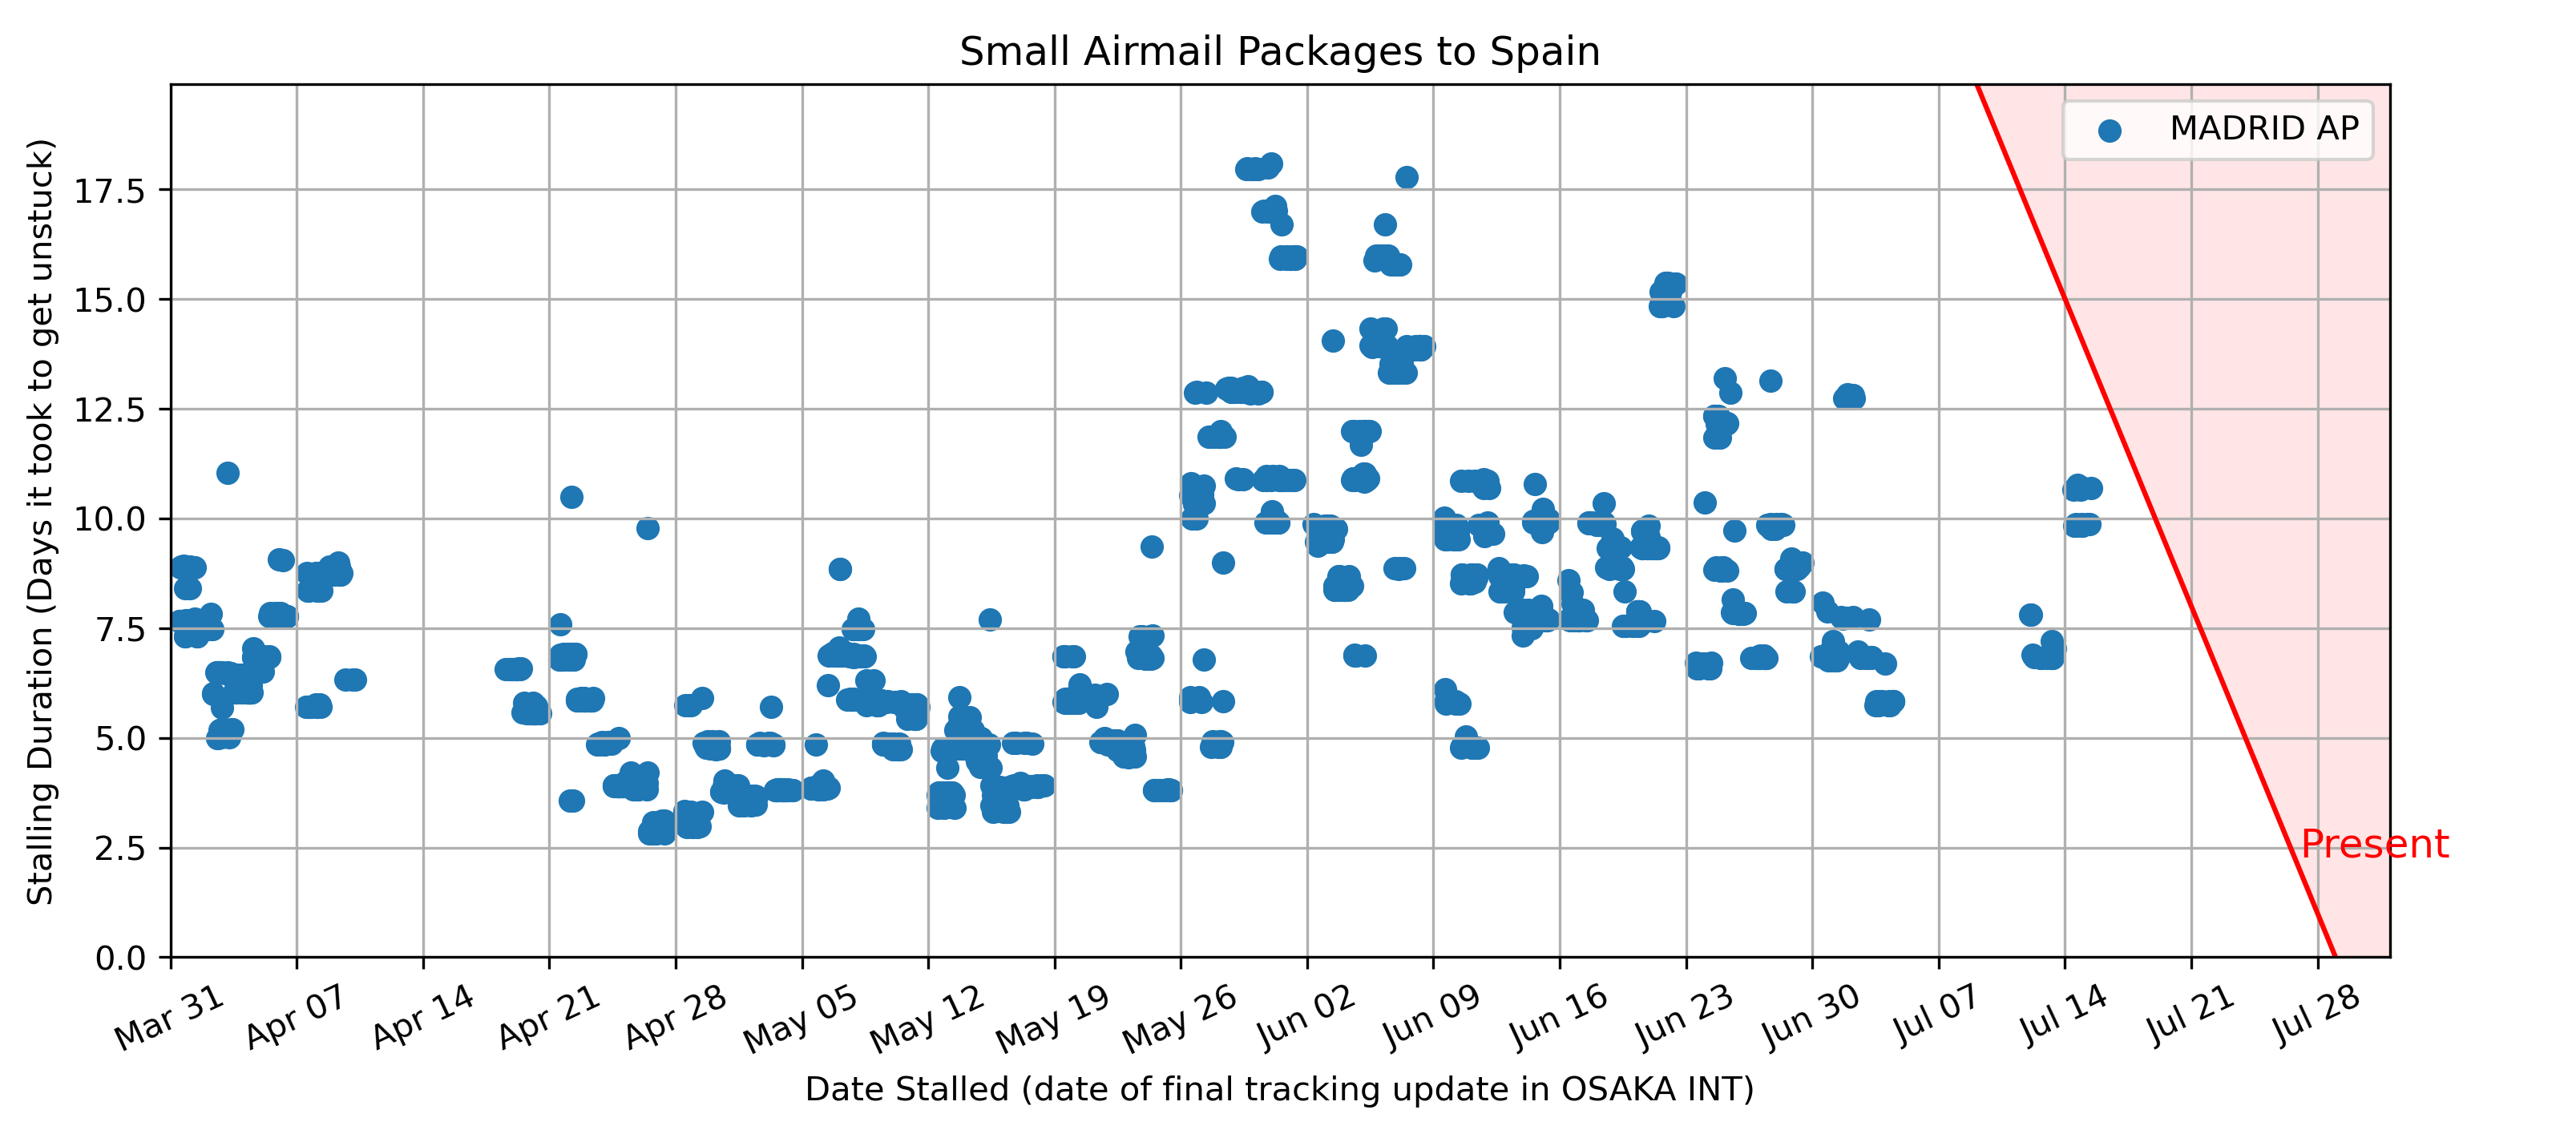 Small Airmail Packages to Spain
MADRID AP
Stalling Duration (Days it took to get unstuck)
17.5
15.0
12.5
10.0
7.5
5.0
2.5
0.0
Present
Mar 31
Apr 07
Apr 14
Apr 21
Apr 28
May 05
May 12
May 19
May 26
Jun 02
Jun 09
Jun 16
Jun 23
Jun 30
Jul 07
Jul 14
Jul 21
Jul 28
Date Stalled (date of final tracking update in OSAKA INT)